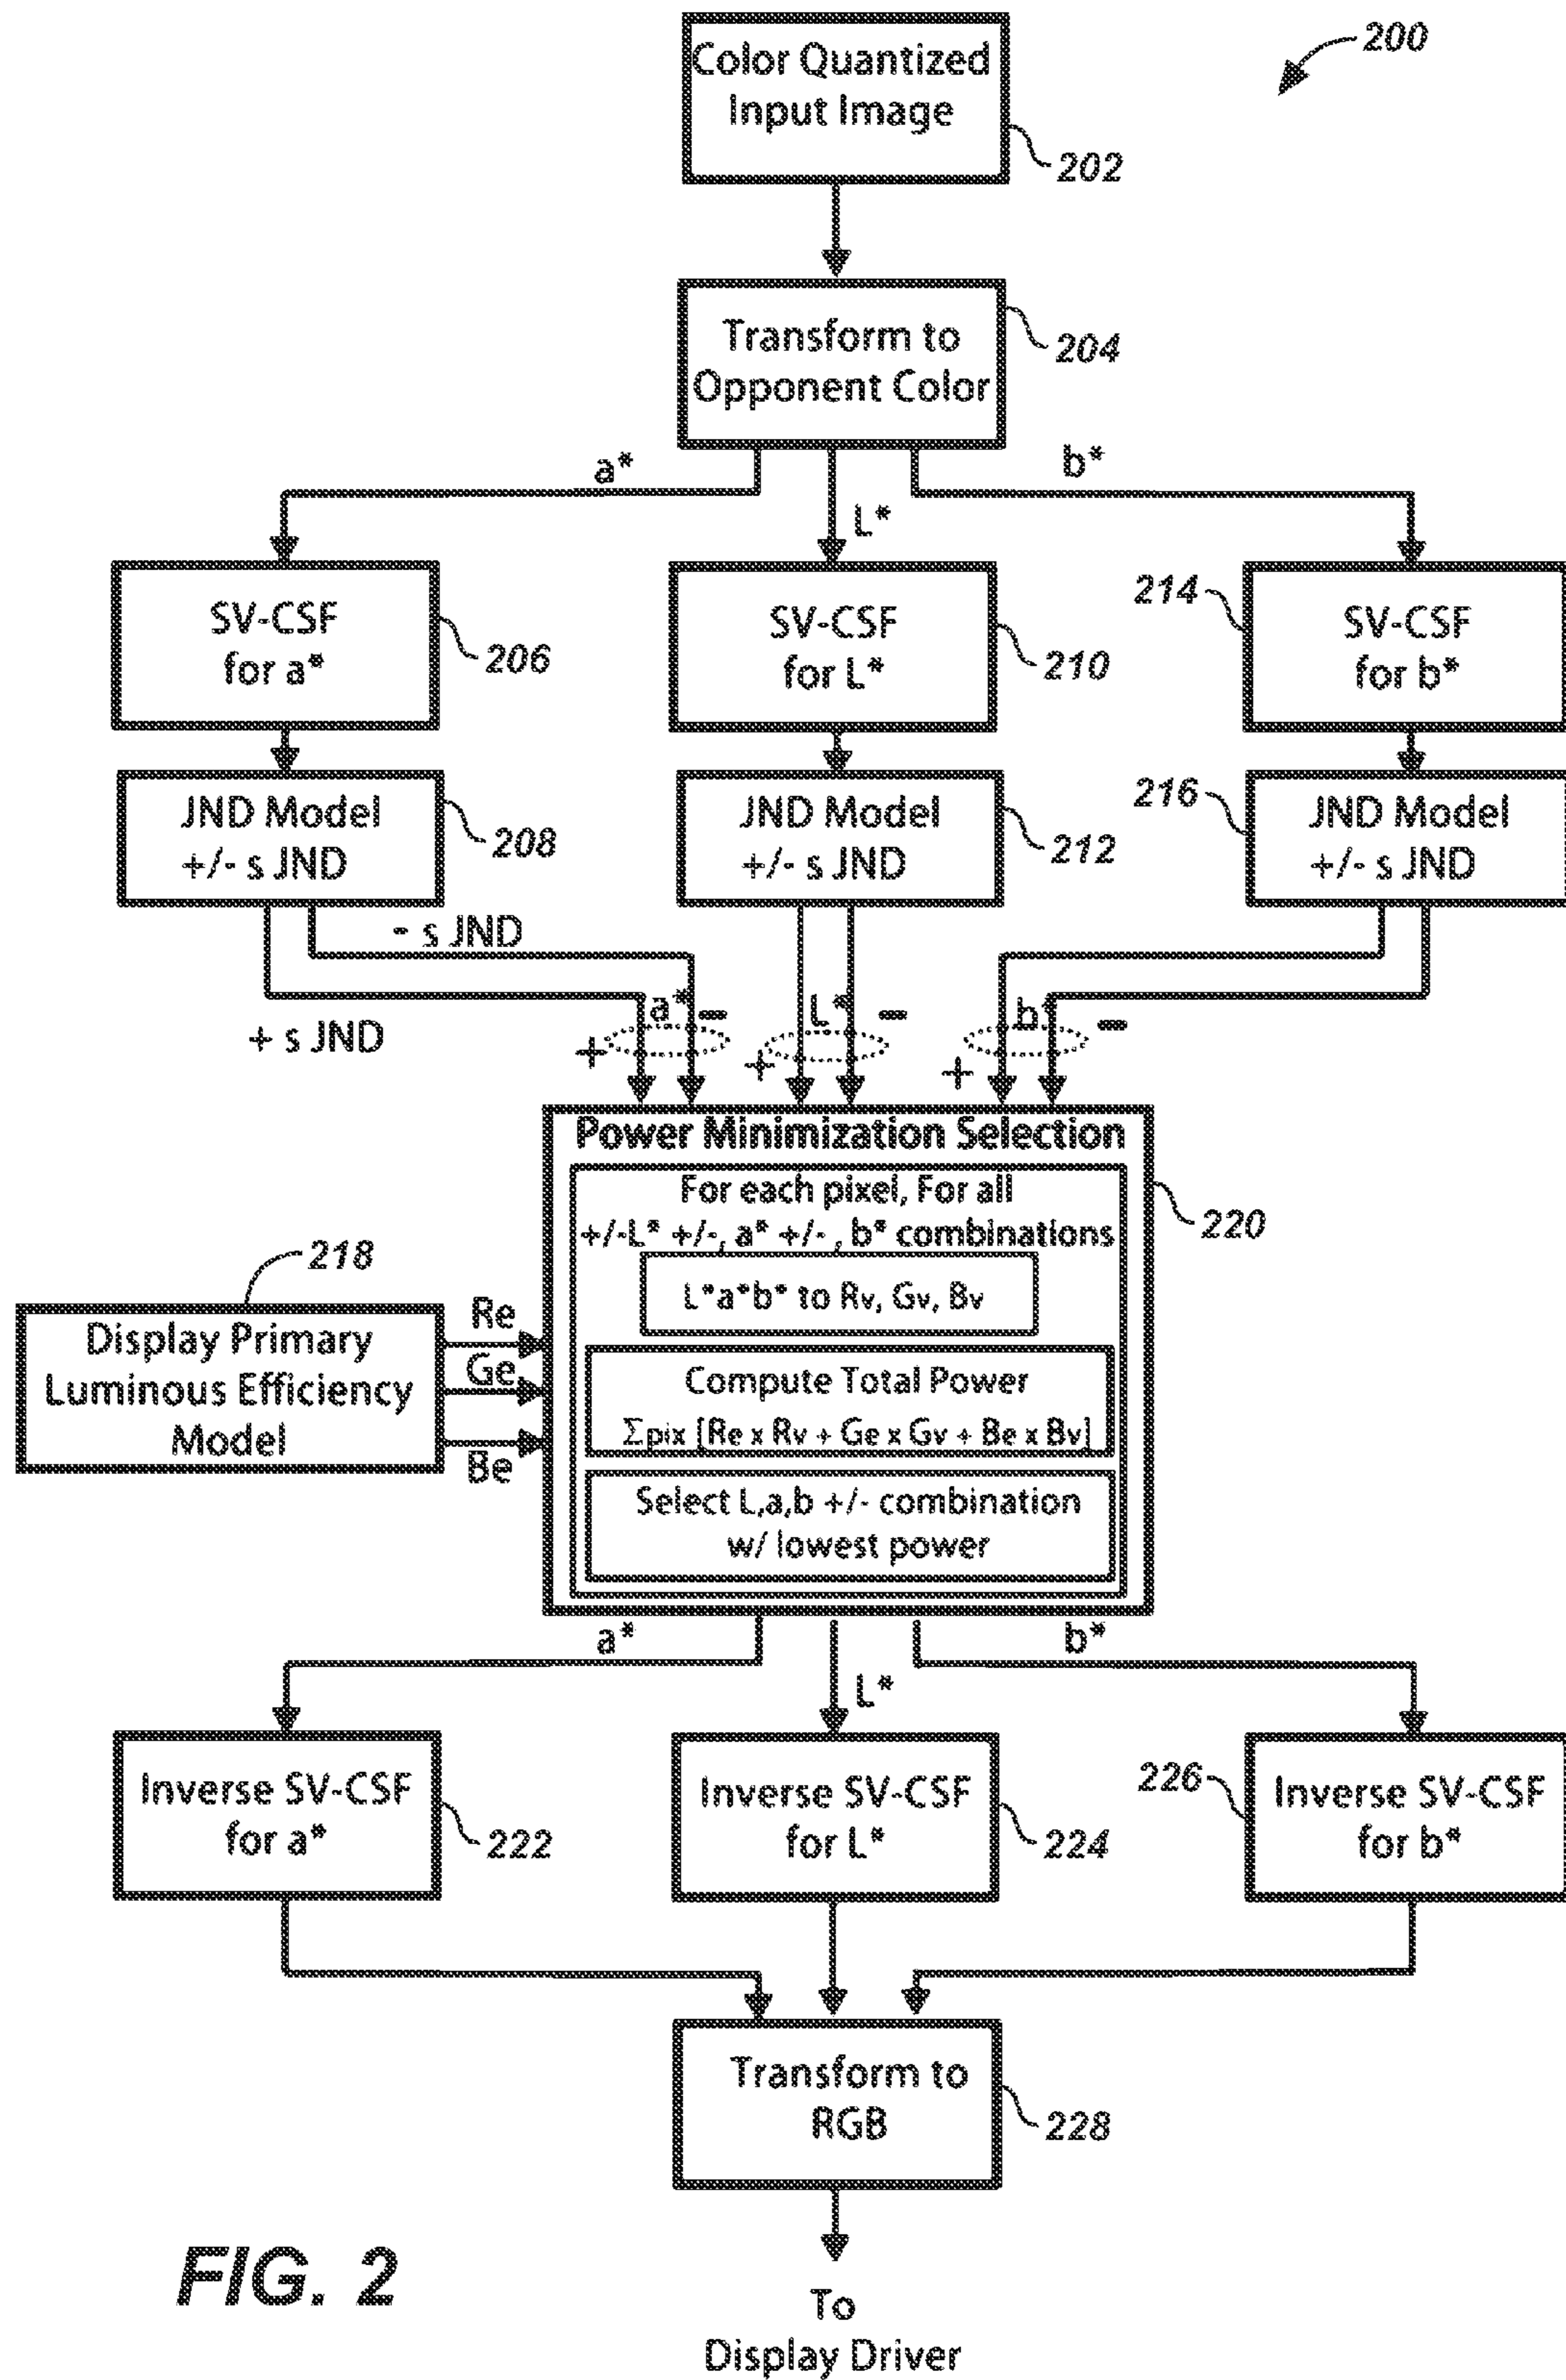 200
Color Quantized
Input Image
202
Transform to
Opponent Color
204
a*
L*
b*
SV-CSF
for a*
206
SV-CSF
for L*
210
214
SV-CSF
for b*
JND Model
+/- s JND
208
JND Model
+/- s JND
212
216
JND Model
+/- s JND
- s JND
+ s JND
a*
-
+
L*
-
+
b*
-
+
Power Minimization Selection
For each pixel, For all
+/-L* +/-, a* +/-, b* combinations
220
L*a*b* to Rv, Gv, Bv
218
Display Primary
Luminous Efficiency
Model
Re
Ge
Be
Compute Total Power
Σpix [Re x Rv + Ge x Gv + Be x Bv]
Select L,a,b +/- combination
w/ lowest power
a*
L*
b*
Inverse SV-CSF
for a*
222
Inverse SV-CSF
for L*
224
226
Inverse SV-CSF
for b*
Transform to
RGB
228
FIG. 2
To
Display Driver